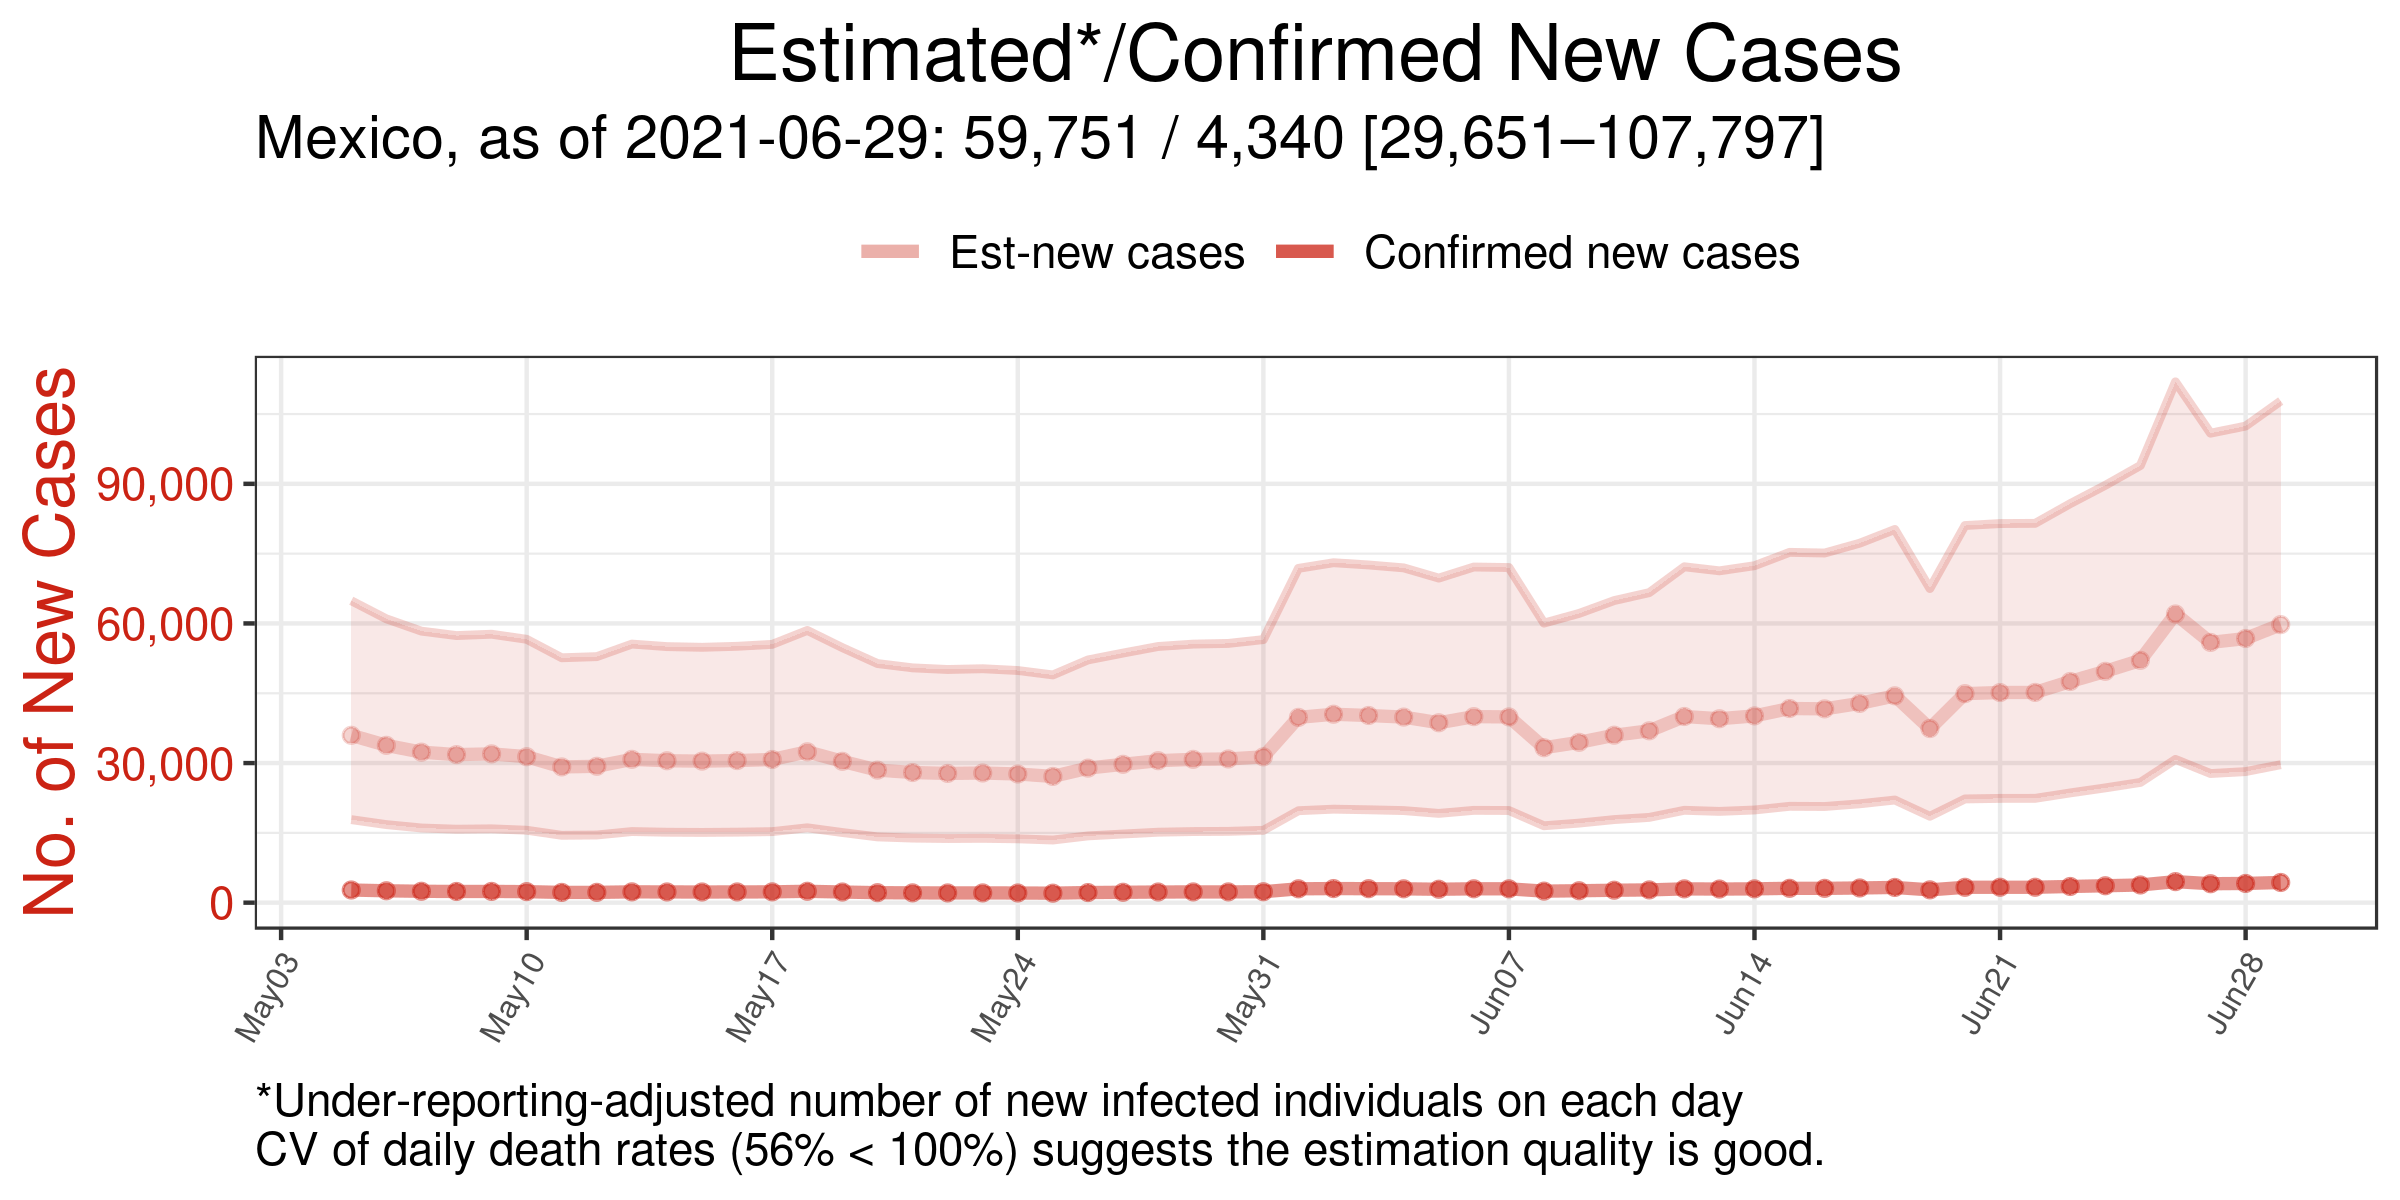 Estimated*/Confirmed New Cases
Mexico, as of 2021-06-29: 59,751 / 4,340 [29,651–107,797]
Est-new cases
Confirmed new cases
No. of New Cases
90,000
60,000
30,000
0
May03
May10
May17
May24
May31
Jun07
Jun14
Jun21
Jun28
*Under-reporting-adjusted number of new infected individuals on each day
CV of daily death rates (56% < 100%) suggests the estimation quality is good.